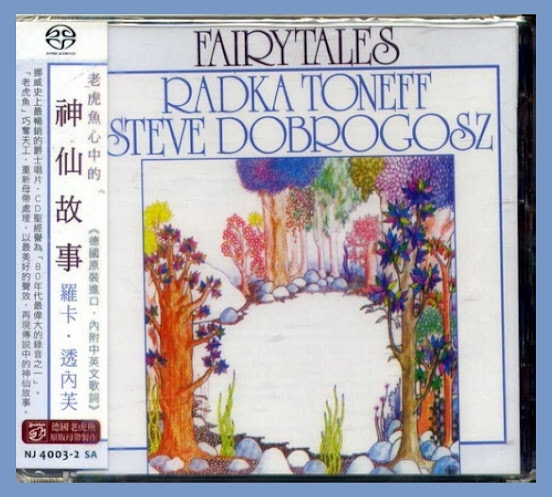 FAIRYTALES
RADKA TONEFF
STEVE DOBROGOSZ
SUPER AUDIO CD
老虎魚心中的
神仙故事
羅卡・透內芙
《德國原裝進口，內附中英文歌詞》
挪威史上最暢銷的爵士唱片、CD聖經譽為「80年代最偉大的錄音之一」。
「老虎魚」巧奪天工，重新母帶處理，以最美好的聲效，再現傳說中的神仙故事。
德國老虎魚
原版母帶製作
NJ 4003-2 SA